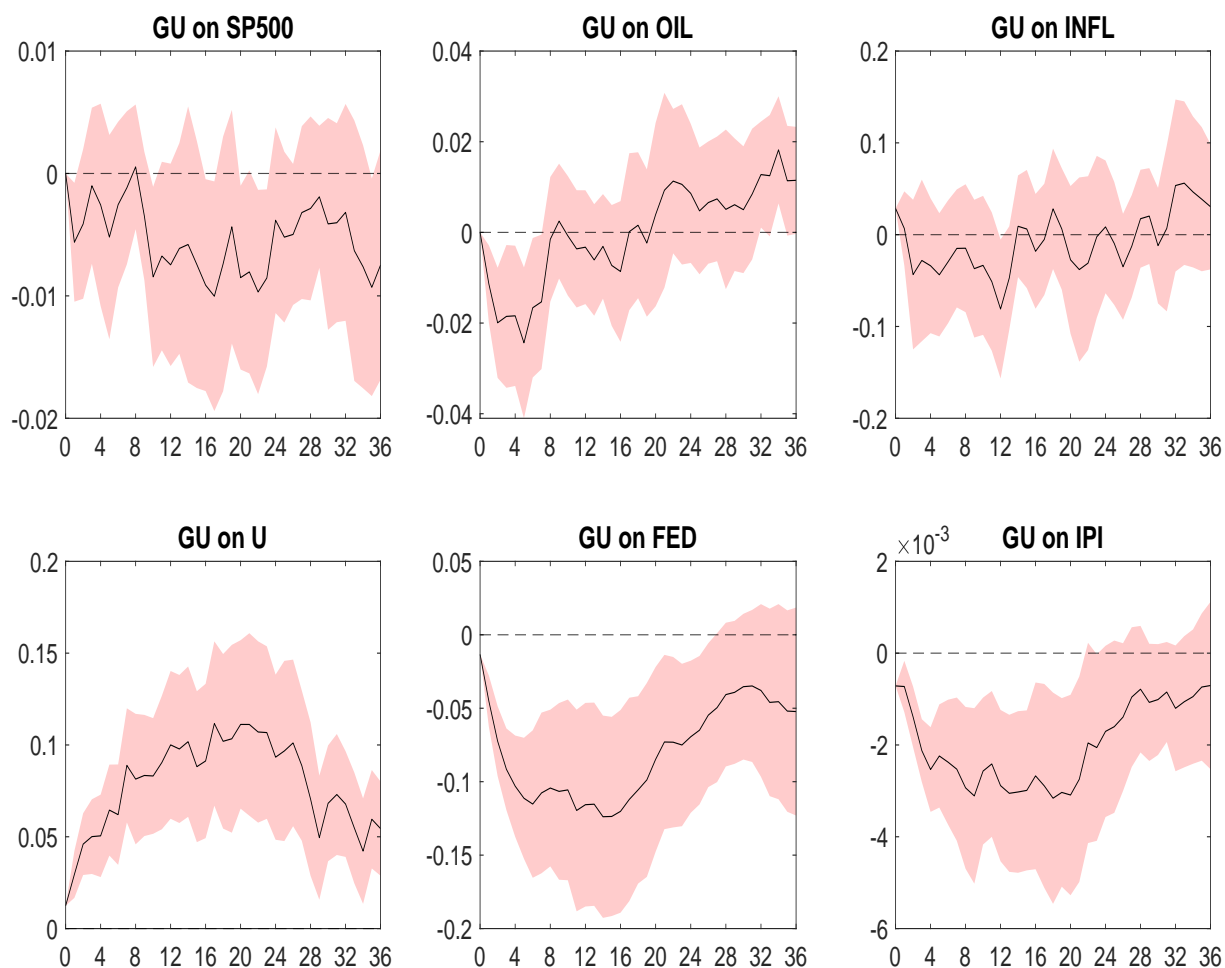 GU on SP500
GU on OIL
GU on INFL
0.01
0
-0.01
-0.02
0 4 8 12 16 20 24 28 32 36
0.04
0.02
0
-0.02
-0.04
0 4 8 12 16 20 24 28 32 36
0.2
0.1
0
-0.1
-0.2
0 4 8 12 16 20 24 28 32 36
GU on U
GU on FED
GU on IPI
0.2
0.15
0.1
0.05
0
0 4 8 12 16 20 24 28 32 36
0.05
0
-0.05
-0.1
-0.15
-0.2
0 4 8 12 16 20 24 28 32 36
×10⁻³
2
0
-2
-4
-6
0 4 8 12 16 20 24 28 32 36